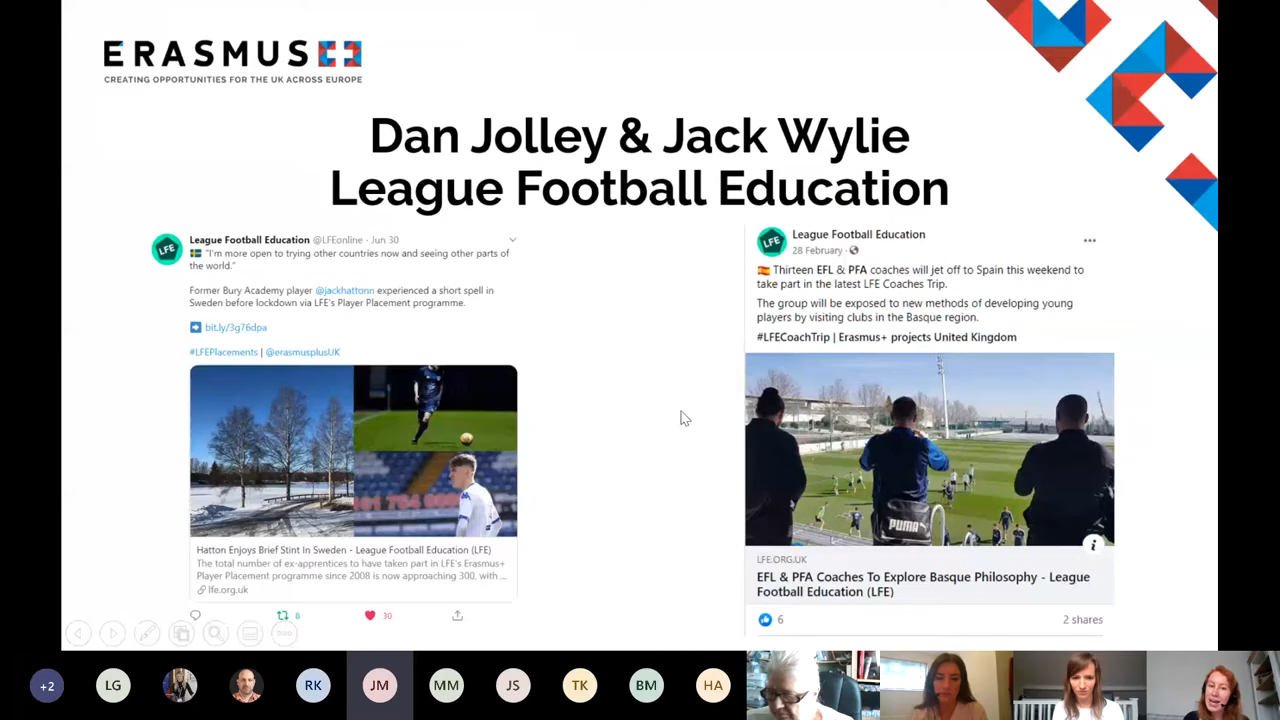 ERASMUS
CREATING OPPORTUNITIES FOR THE UK ACROSS EUROPE
Dan Jolley & Jack Wylie
League Football Education
LFE
League Football Education @LFEonline · Jun 30
"I'm more open to trying other countries now and seeing other parts of
the world."
Former Bury Academy player @jackhattonn experienced a short spell in
Sweden before lockdown via LFE's Player Placement programme.
bit.ly/3g76dpa
#LFEPlacements | @erasmusplusUK
Hatton Enjoys Brief Stint In Sweden - League Football Education (LFE)
The total number of ex-apprentices to have taken part in LFE's Erasmus+
Player Placement programme since 2008 is now approaching 300, with ...
lfe.org.uk
8
30
LFE
League Football Education
28 February ·
Thirteen EFL & PFA coaches will jet off to Spain this weekend to
take part in the latest LFE Coaches Trip.
The group will be exposed to new methods of developing young
players by visiting clubs in the Basque region.
#LFECoachTrip | Erasmus+ projects United Kingdom
PUMA
i
LFE.ORG.UK
EFL & PFA Coaches To Explore Basque Philosophy - League
Football Education (LFE)
6
2 shares
+2
LG
RK
JM
MM
JS
TK
BM
HA